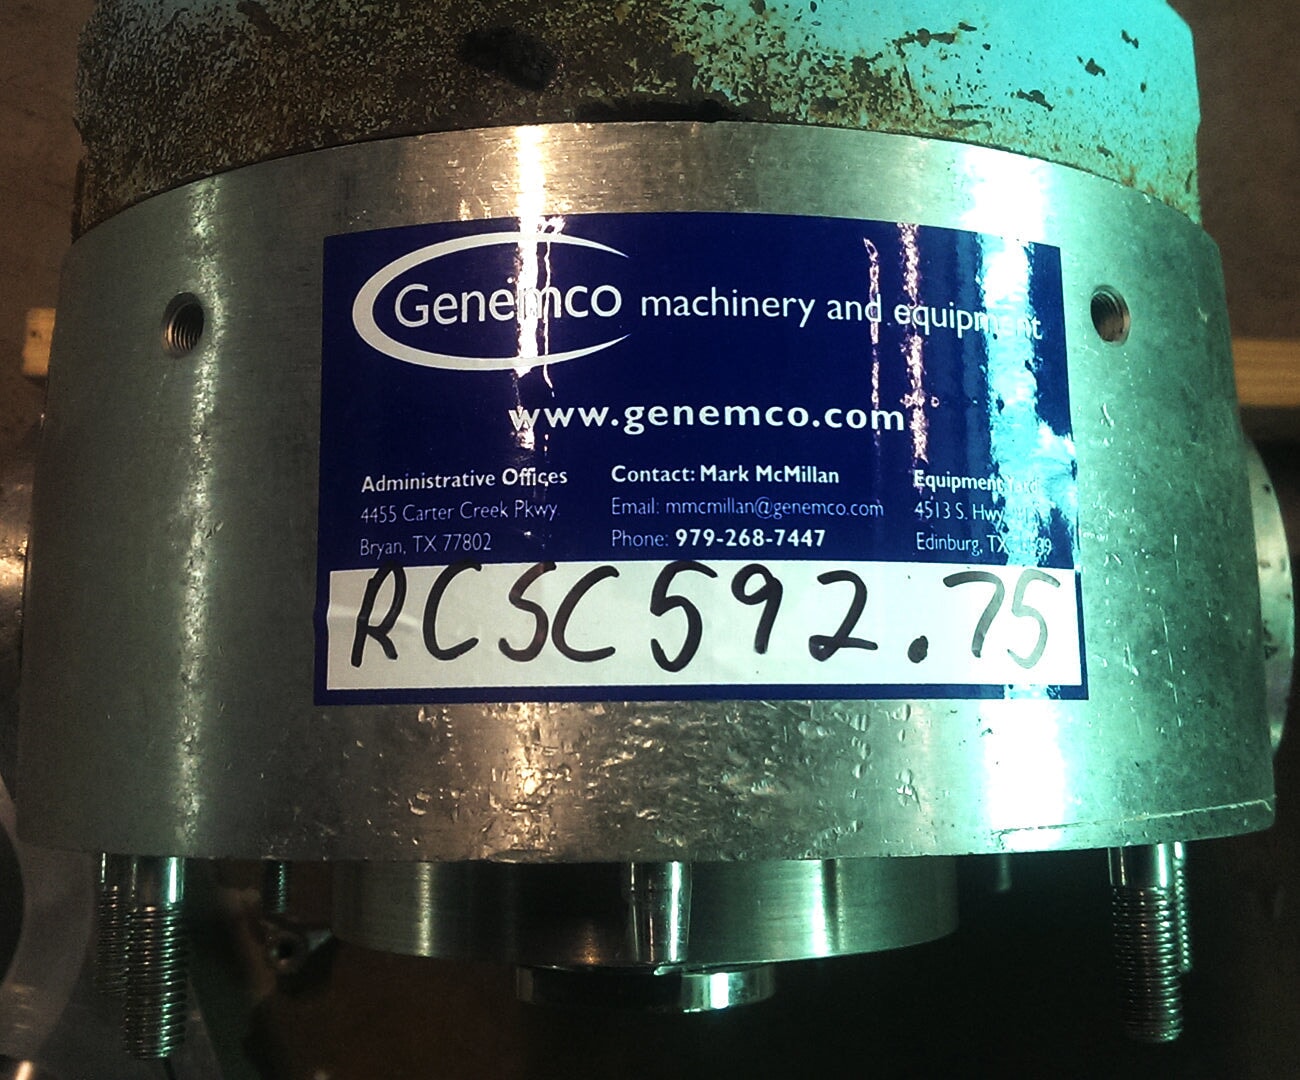 Genemco machinery and equipment
www.genemco.com
Administrative Offices
4455 Carter Creek Pkwy.
Bryan, TX 77802
Contact: Mark McMillan
Email: mmcmillan@genemco.com
Phone: 979-268-7447
Equipment
4513 S. Hwy
Edinburg, TX
RCSC592.75